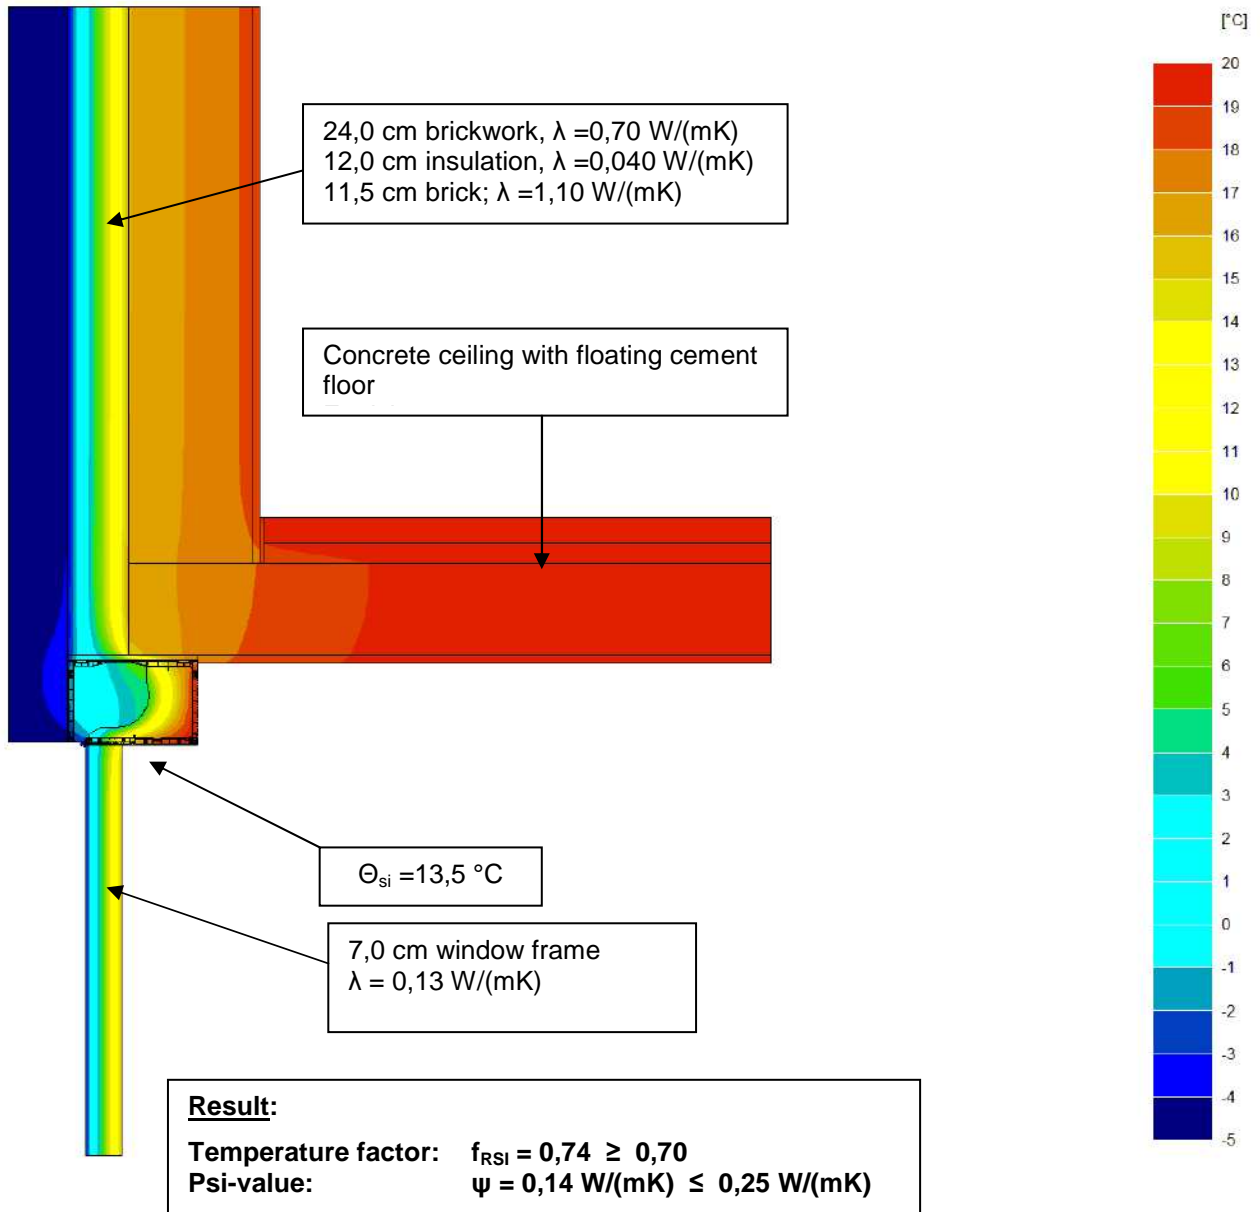 [°C]
24,0 cm brickwork, λ =0,70 W/(mK)
12,0 cm insulation, λ =0,040 W/(mK)
11,5 cm brick; λ =1,10 W/(mK)
Concrete ceiling with floating cement
floor
Θsi =13,5 °C
7,0 cm window frame
λ = 0,13 W/(mK)
20
19
18
17
16
15
14
13
12
11
10
9
8
7
6
5
4
3
2
1
0
-1
-2
-3
-4
-5
Result:
Temperature factor: fRSI = 0,74 ≥ 0,70
Psi-value: ψ = 0,14 W/(mK) ≤ 0,25 W/(mK)